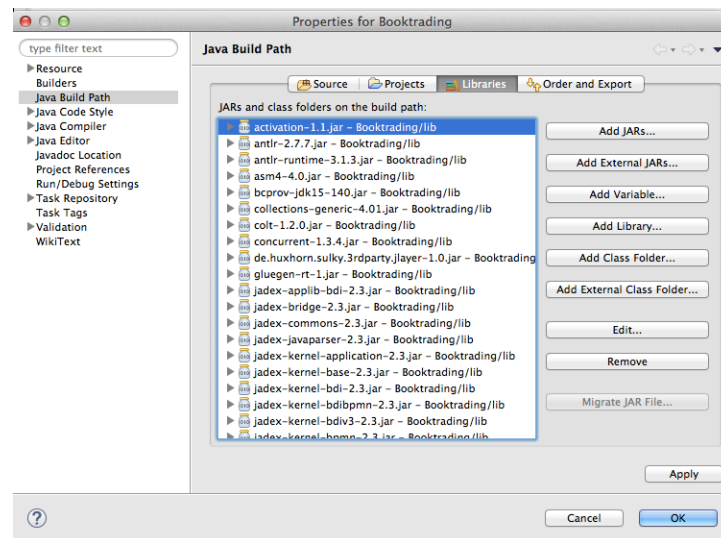 Properties for Booktrading
type filter text
Resource
Builders
Java Build Path
Java Code Style
Java Compiler
Java Editor
Javadoc Location
Project References
Run/Debug Settings
Task Repository
Task Tags
Validation
WikiText
Java Build Path
Source
Projects
Libraries
Order and Export
JARs and class folders on the build path:
activation-1.1.jar – Booktrading/lib
antlr-2.7.7.jar – Booktrading/lib
antlr-runtime-3.1.3.jar – Booktrading/lib
asm4-4.0.jar – Booktrading/lib
bcprov-jdk15-140.jar – Booktrading/lib
collections-generic-4.01.jar – Booktrading/lib
colt-1.2.0.jar – Booktrading/lib
concurrent-1.3.4.jar – Booktrading/lib
de.huxhorn.sulky.3rdparty.jlayer-1.0.jar – Booktrading
gluegen-rt-1.jar – Booktrading/lib
jadex-applib-bdi-2.3.jar – Booktrading/lib
jadex-bridge-2.3.jar – Booktrading/lib
jadex-commons-2.3.jar – Booktrading/lib
jadex-javaparser-2.3.jar – Booktrading/lib
jadex-kernel-application-2.3.jar – Booktrading/lib
jadex-kernel-base-2.3.jar – Booktrading/lib
jadex-kernel-bdi-2.3.jar – Booktrading/lib
jadex-kernel-bdibpmn-2.3.jar – Booktrading/lib
jadex-kernel-bdiv3-2.3.jar – Booktrading/lib
jadex-kernel-bpmn-2.3.jar – Booktrading/lib
Add JARs...
Add External JARs...
Add Variable...
Add Library...
Add Class Folder...
Add External Class Folder...
Edit...
Remove
Migrate JAR File...
Apply
?
Cancel
OK